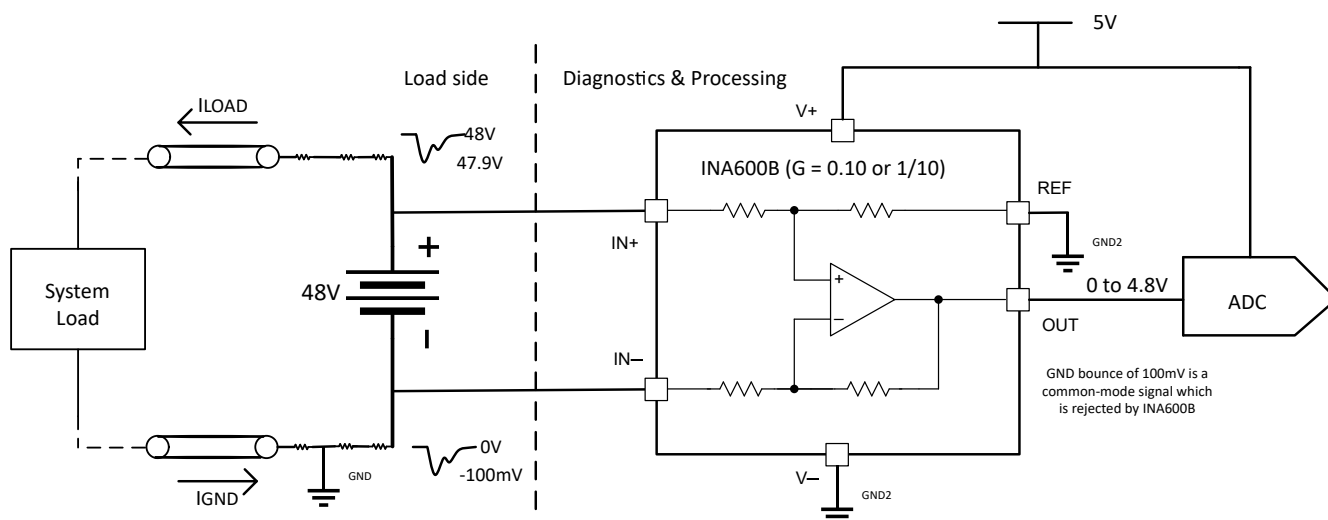 5V
Load side
Diagnostics & Processing
ILOAD
V+
48V
47.9V
INA600B (G = 0.10 or 1/10)
REF
IN+
GND2
+
System
Load
48V
+
0 to 4.8V
ADC
−
OUT
IN−
GND bounce of 100mV is a
common-mode signal which
is rejected by INA600B
0V
-100mV
GND
IGND
V−
GND2
−